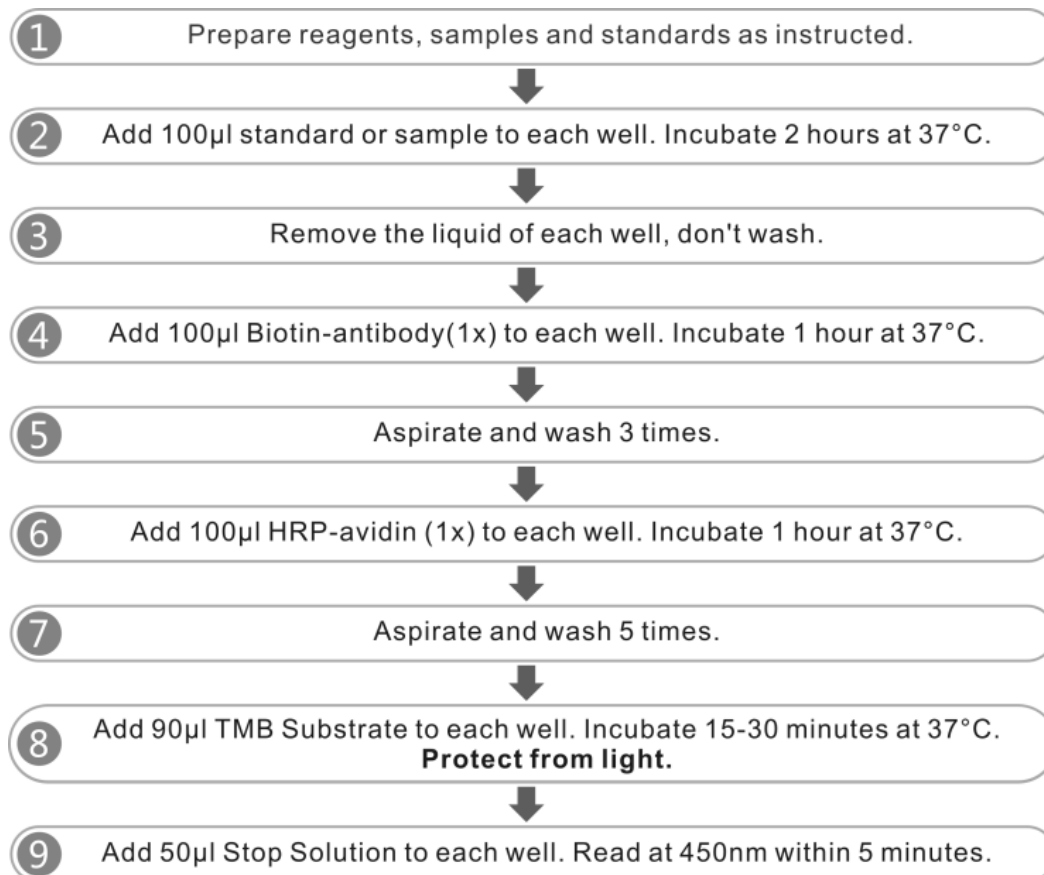 1 Prepare reagents, samples and standards as instructed.
2 Add 100µl standard or sample to each well. Incubate 2 hours at 37°C.
3 Remove the liquid of each well, don't wash.
4 Add 100µl Biotin-antibody(1x) to each well. Incubate 1 hour at 37°C.
5 Aspirate and wash 3 times.
6 Add 100µl HRP-avidin (1x) to each well. Incubate 1 hour at 37°C.
7 Aspirate and wash 5 times.
8 Add 90µl TMB Substrate to each well. Incubate 15-30 minutes at 37°C.
Protect from light.
9 Add 50µl Stop Solution to each well. Read at 450nm within 5 minutes.